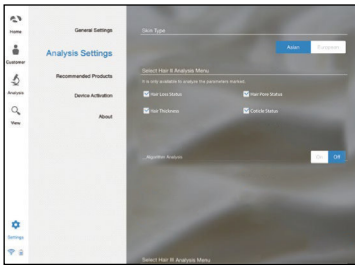 Home
Customer
Analysis
View
Settings
General Settings
Analysis Settings
Recommended Products
Device Activation
About
Skin Type
Asian
European
Select Hair & Analysis Menu
It is only available to analyze the parameters marked.
Hair Loss Status
Hair Pore Status
Hair Thickness
Cuticle Status
Algorithm Analysis
On
Off
Select Hair & Analysis Menu